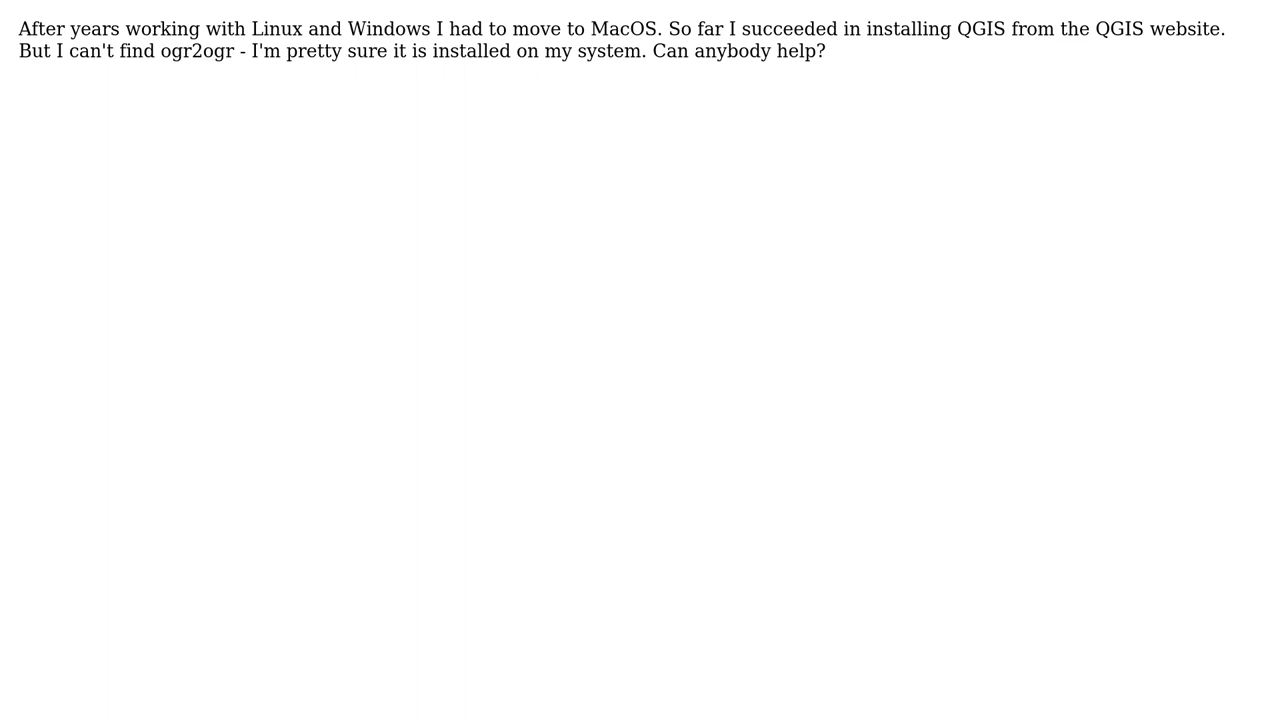 After years working with Linux and Windows I had to move to MacOS. So far I succeeded in installing QGIS from the QGIS website.
But I can't find ogr2ogr - I'm pretty sure it is installed on my system. Can anybody help?